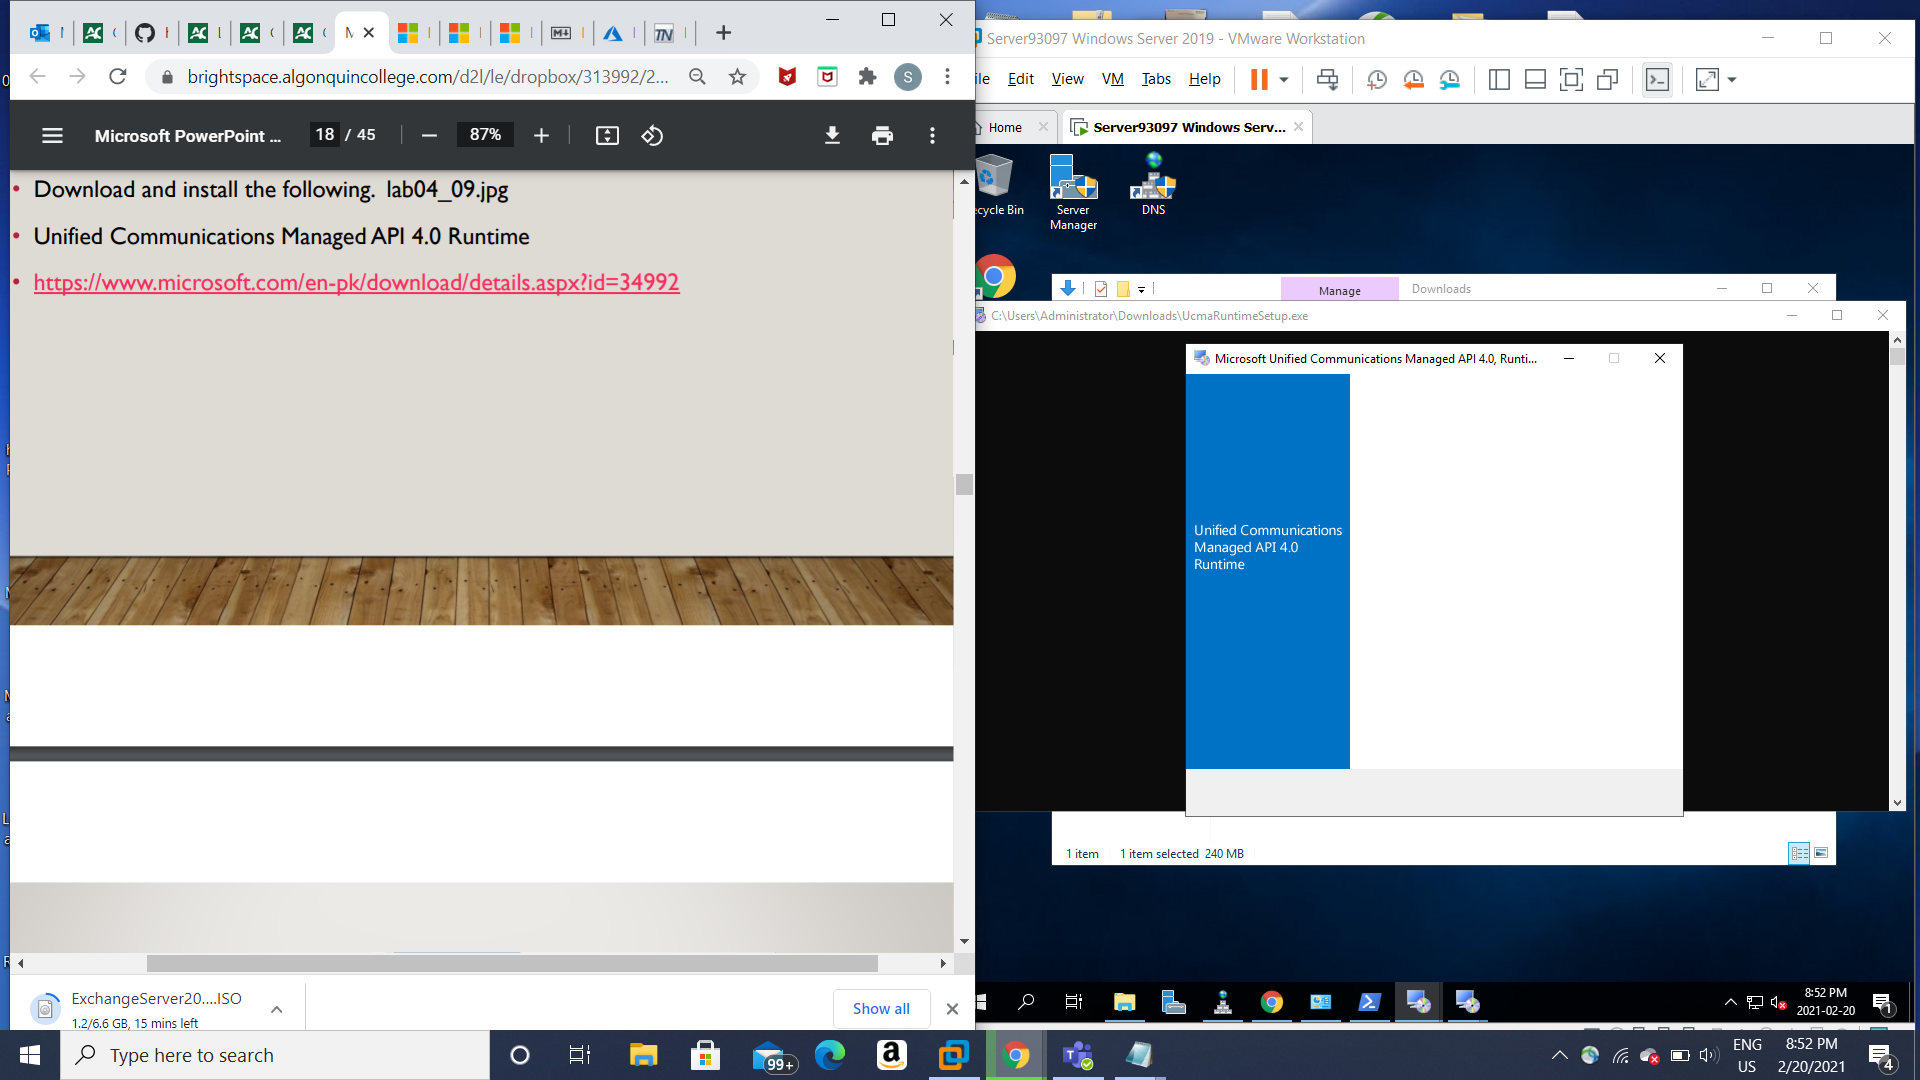 brightspace.algonquincollege.com/d2l/le/dropbox/313992/2...
S
Microsoft PowerPoint ...
18 / 45
87%
Download and install the following. lab04_09.jpg
Unified Communications Managed API 4.0 Runtime
https://www.microsoft.com/en-pk/download/details.aspx?id=34992
ExchangeServer20....ISO
1.2/6.6 GB, 15 mins left
Show all
Server93097 Windows Server 2019 - VMware Workstation
Edit View VM Tabs Help
Home
Server93097 Windows Serv...
ecycle Bin
Server
Manager
DNS
Manage
Downloads
C:\Users\Administrator\Downloads\UcmaRuntimeSetup.exe
Microsoft Unified Communications Managed API 4.0, Runti...
Unified Communications
Managed API 4.0
Runtime
1 item 1 item selected 240 MB
8:52 PM
2021-02-20
1
Type here to search
99+
ENG
US
8:52 PM
2/20/2021
4